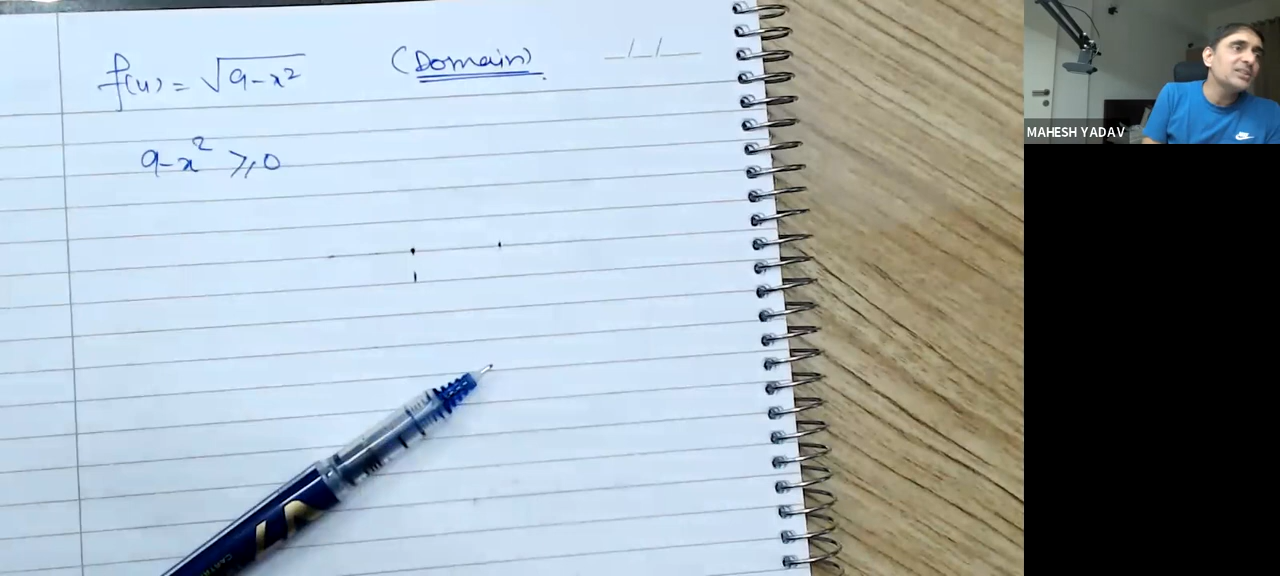 f(x) = √9-x² (Domain) _/_/_
9-x² ≥ 0
MAHESH YADAV